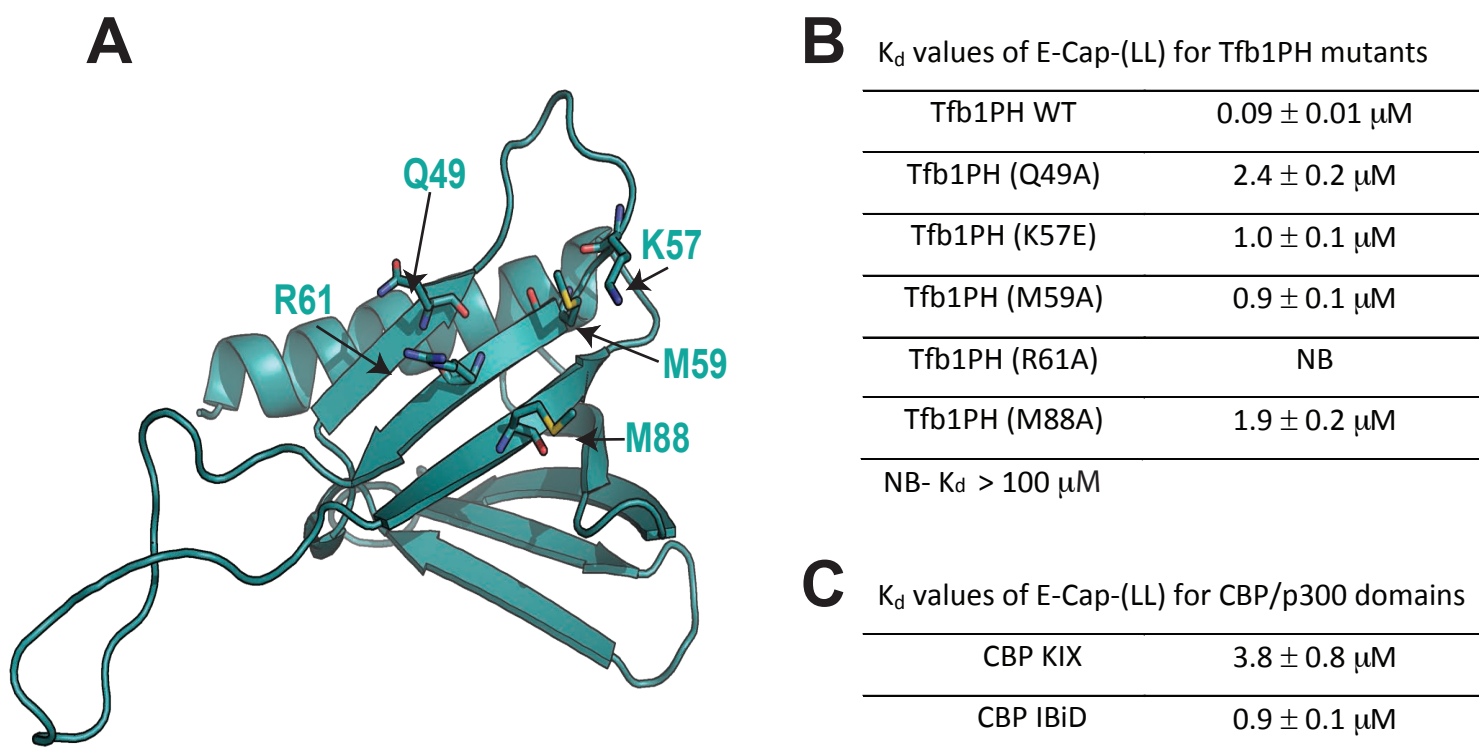 A
Q49
K57
R61
M59
M88
B
Kd values of E-Cap-(LL) for Tfb1PH mutants
Tfb1PH WT 0.09 ± 0.01 μM
Tfb1PH (Q49A) 2.4 ± 0.2 μM
Tfb1PH (K57E) 1.0 ± 0.1 μM
Tfb1PH (M59A) 0.9 ± 0.1 μM
Tfb1PH (R61A) NB
Tfb1PH (M88A) 1.9 ± 0.2 μM
NB- Kd > 100 μM
C
Kd values of E-Cap-(LL) for CBP/p300 domains
CBP KIX 3.8 ± 0.8 μM
CBP IBiD 0.9 ± 0.1 μM